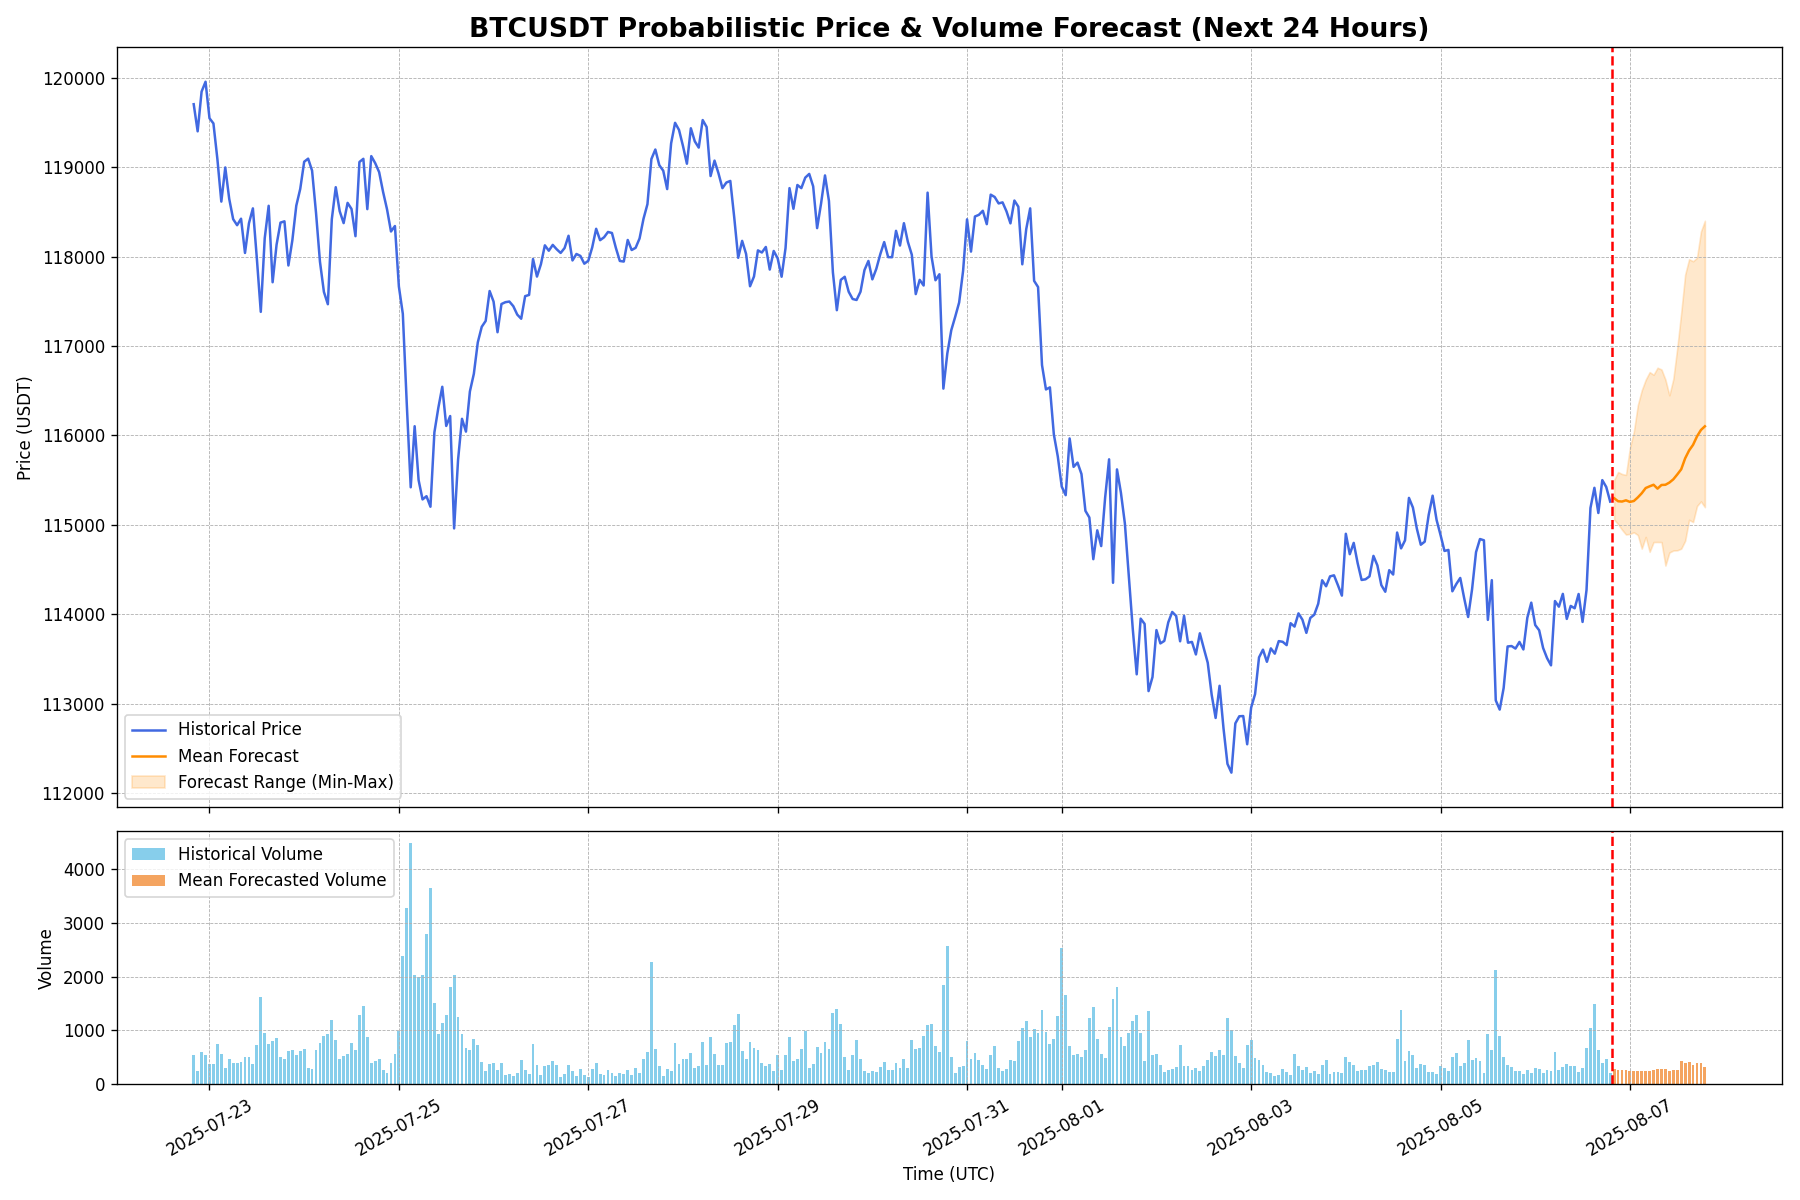 BTCUSDT Probabilistic Price & Volume Forecast (Next 24 Hours)
120000
119000
118000
117000
116000
115000
114000
113000
112000
Price (USDT)
Historical Price
Mean Forecast
Forecast Range (Min-Max)
4000
3000
2000
1000
0
Volume
Historical Volume
Mean Forecasted Volume
2025-07-23
2025-07-25
2025-07-27
2025-07-29
2025-07-31
2025-08-01
2025-08-03
2025-08-05
2025-08-07
Time (UTC)